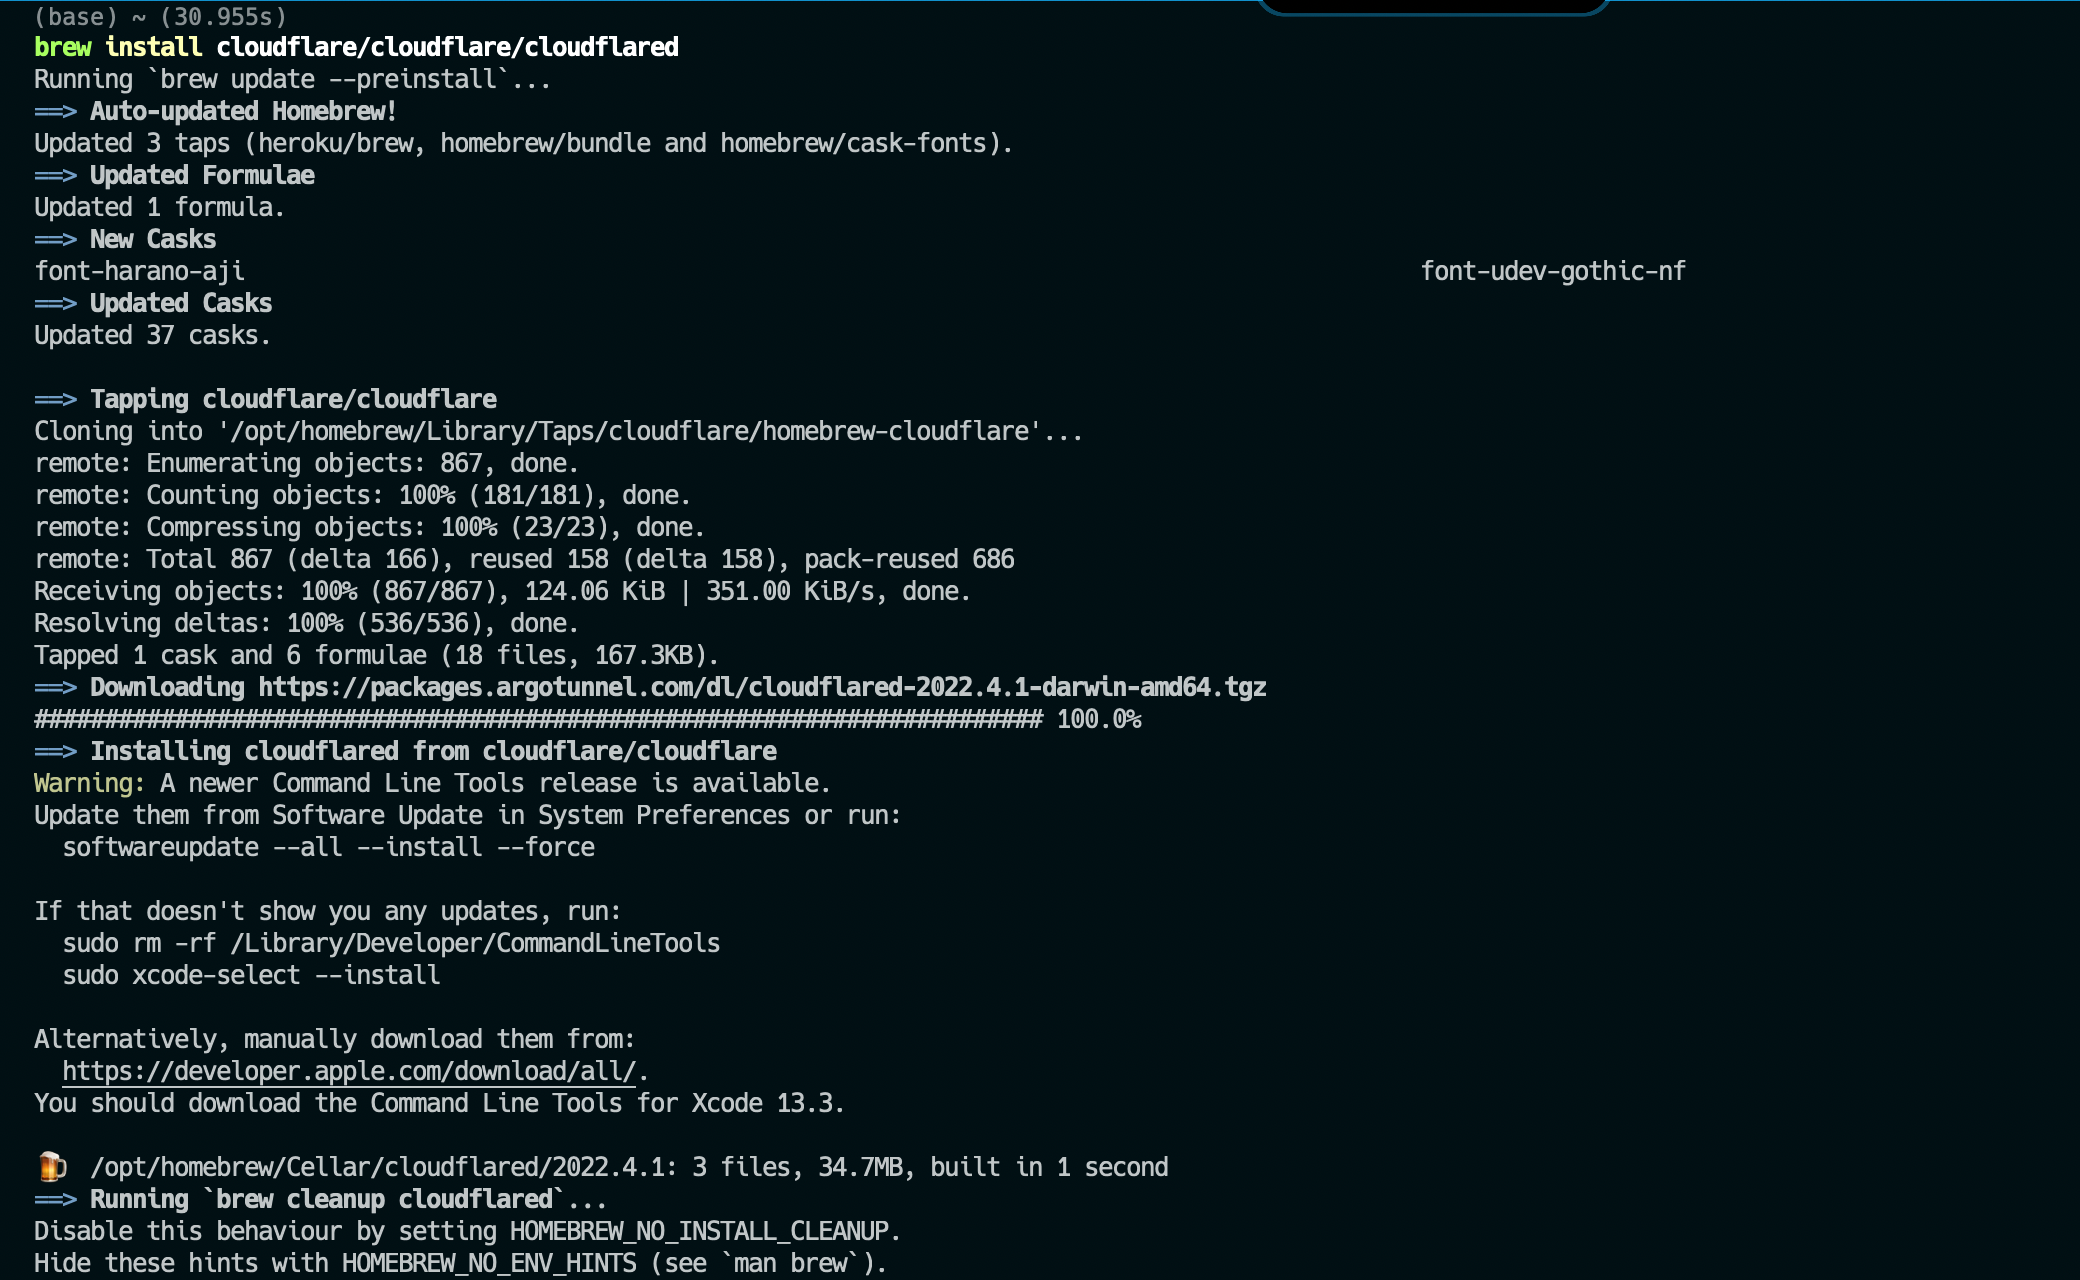 (base) ~ (30.955s)
brew install cloudflare/cloudflare/cloudflared
Running `brew update --preinstall`...
==> Auto-updated Homebrew!
Updated 3 taps (heroku/brew, homebrew/bundle and homebrew/cask-fonts).
==> Updated Formulae
Updated 1 formula.
==> New Casks
font-harano-aji font-udev-gothic-nf
==> Updated Casks
Updated 37 casks.
==> Tapping cloudflare/cloudflare
Cloning into '/opt/homebrew/Library/Taps/cloudflare/homebrew-cloudflare'...
remote: Enumerating objects: 867, done.
remote: Counting objects: 100% (181/181), done.
remote: Compressing objects: 100% (23/23), done.
remote: Total 867 (delta 166), reused 158 (delta 158), pack-reused 686
Receiving objects: 100% (867/867), 124.06 KiB | 351.00 KiB/s, done.
Resolving deltas: 100% (536/536), done.
Tapped 1 cask and 6 formulae (18 files, 167.3KB).
==> Downloading https://packages.argotunnel.com/dl/cloudflared-2022.4.1-darwin-amd64.tgz
######################################################################## 100.0%
==> Installing cloudflared from cloudflare/cloudflare
Warning: A newer Command Line Tools release is available.
Update them from Software Update in System Preferences or run:
  softwareupdate --all --install --force
If that doesn't show you any updates, run:
  sudo rm -rf /Library/Developer/CommandLineTools
  sudo xcode-select --install
Alternatively, manually download them from:
  https://developer.apple.com/download/all/.
You should download the Command Line Tools for Xcode 13.3.
🍺 /opt/homebrew/Cellar/cloudflared/2022.4.1: 3 files, 34.7MB, built in 1 second
==> Running `brew cleanup cloudflared`...
Disable this behaviour by setting HOMEBREW_NO_INSTALL_CLEANUP.
Hide these hints with HOMEBREW_NO_ENV_HINTS (see `man brew`).